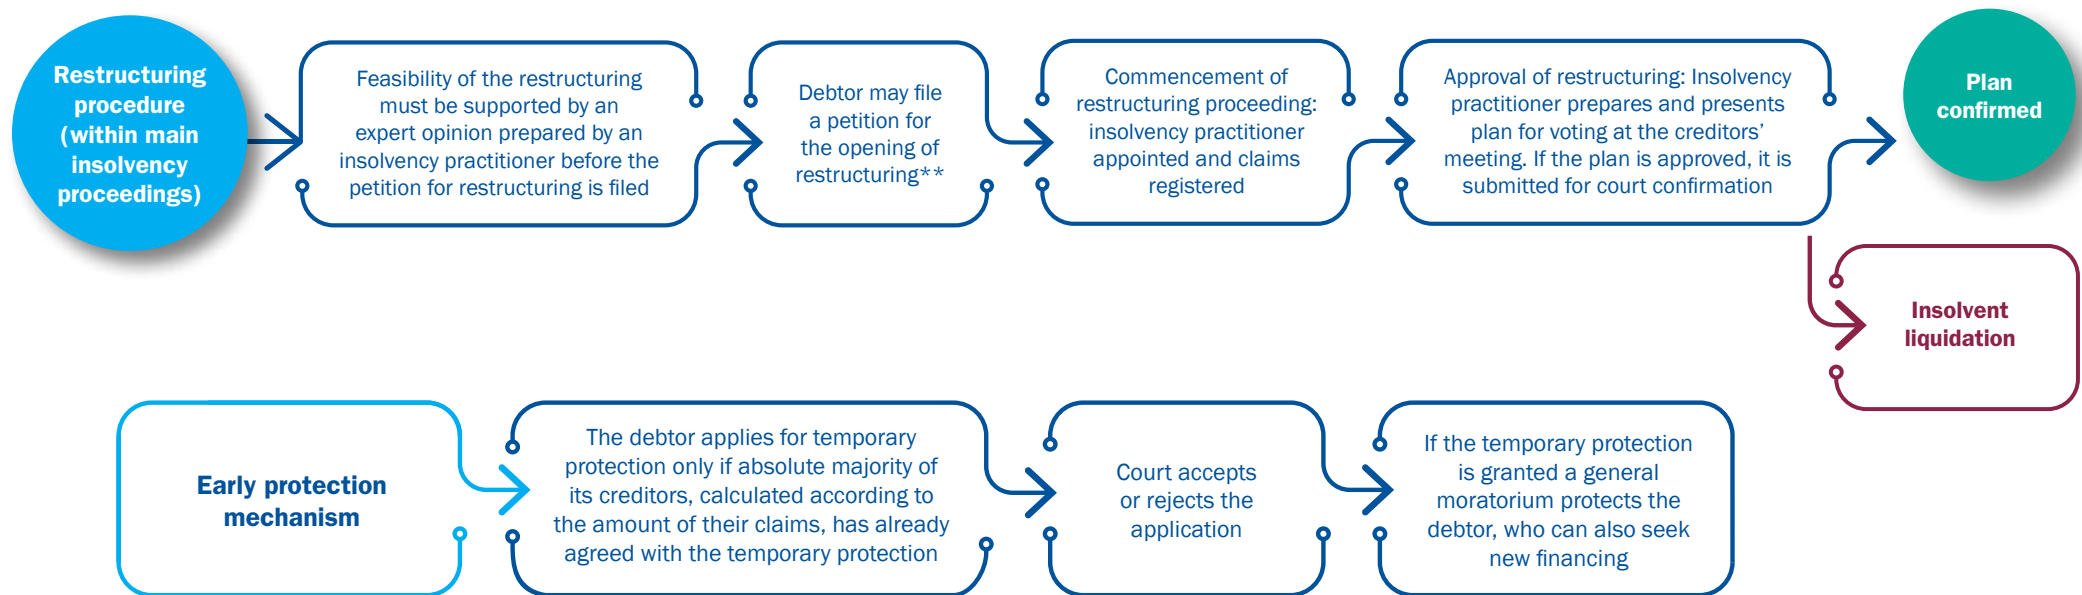 Restructuring
procedure
(within main
insolvency
proceedings)
Feasibility of the restructuring
must be supported by an
expert opinion prepared by an
insolvency practitioner before the
petition for restructuring is filed
Debtor may file
a petition for
the opening of
restructuring**
Commencement of
restructuring proceeding:
insolvency practitioner
appointed and claims
registered
Approval of restructuring: Insolvency
practitioner prepares and presents
plan for voting at the creditors’
meeting. If the plan is approved, it is
submitted for court confirmation
Plan
confirmed
Insolvent
liquidation
Early protection
mechanism
The debtor applies for temporary
protection only if absolute majority of
its creditors, calculated according to
the amount of their claims, has already
agreed with the temporary protection
Court accepts
or rejects the
application
If the temporary protection
is granted a general
moratorium protects the
debtor, who can also seek
new financing